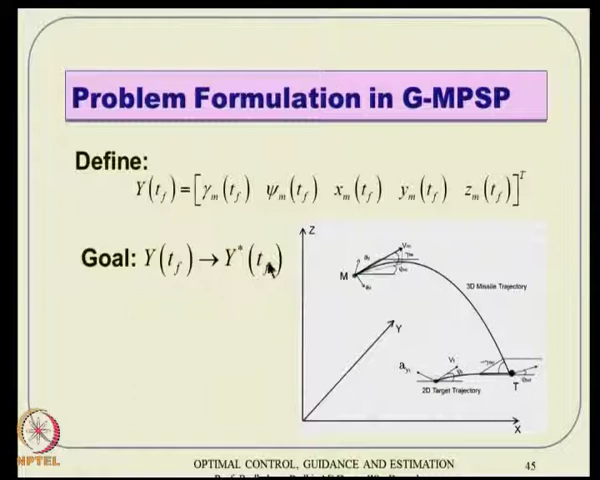 Problem Formulation in G-MPSP
Define:
Y(t_f) = [γ_m(t_f) ψ_m(t_f) x_m(t_f) y_m(t_f) z_m(t_f)]^T
Goal: Y(t_f) → Y*(t_f)
Z
M
3D Missile Trajectory
Y
2D Target Trajectory
T
X
NPTEL
OPTIMAL CONTROL, GUIDANCE AND ESTIMATION
45